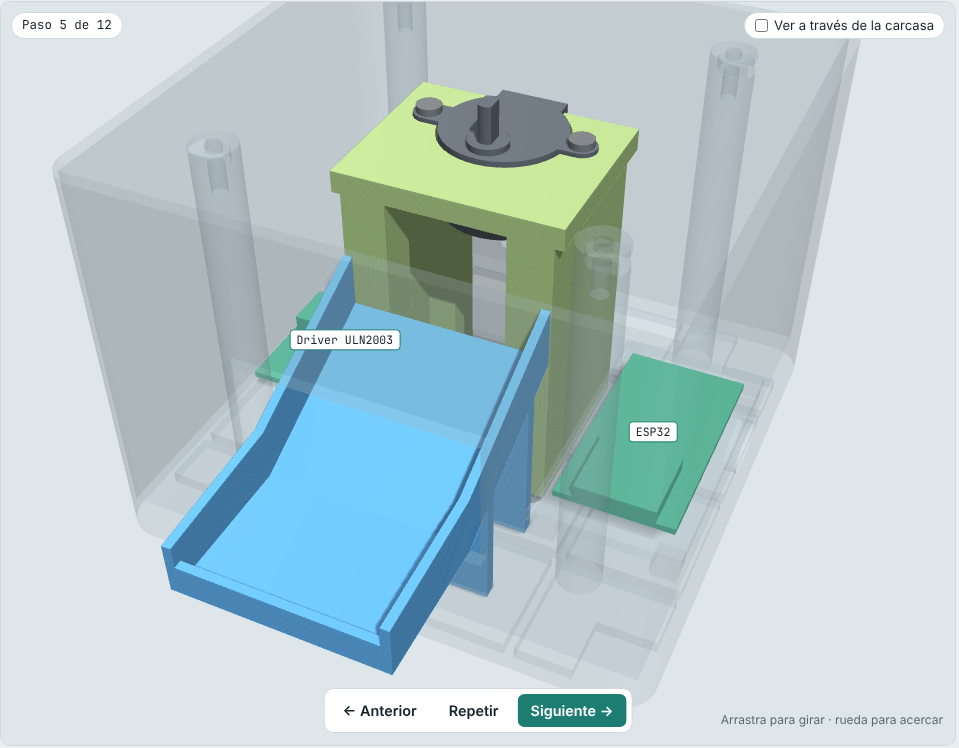 Paso 5 de 12
Ver a través de la carcasa
Driver ULN2003
ESP32
← Anterior
Repetir
Siguiente →
Arrastra para girar · rueda para acercar